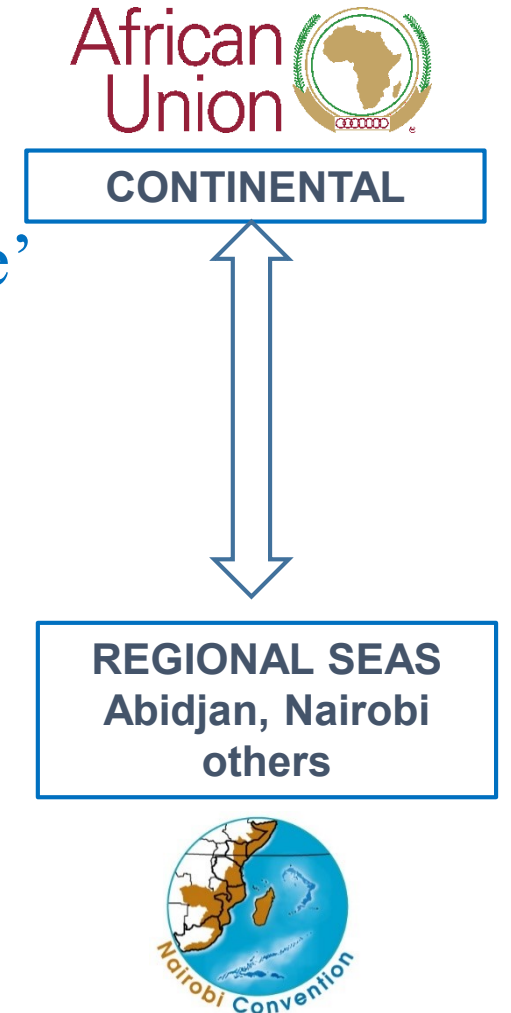 African
Union
CONTINENTAL
e’
REGIONAL SEAS
Abidjan, Nairobi
others
Nairobi Convention